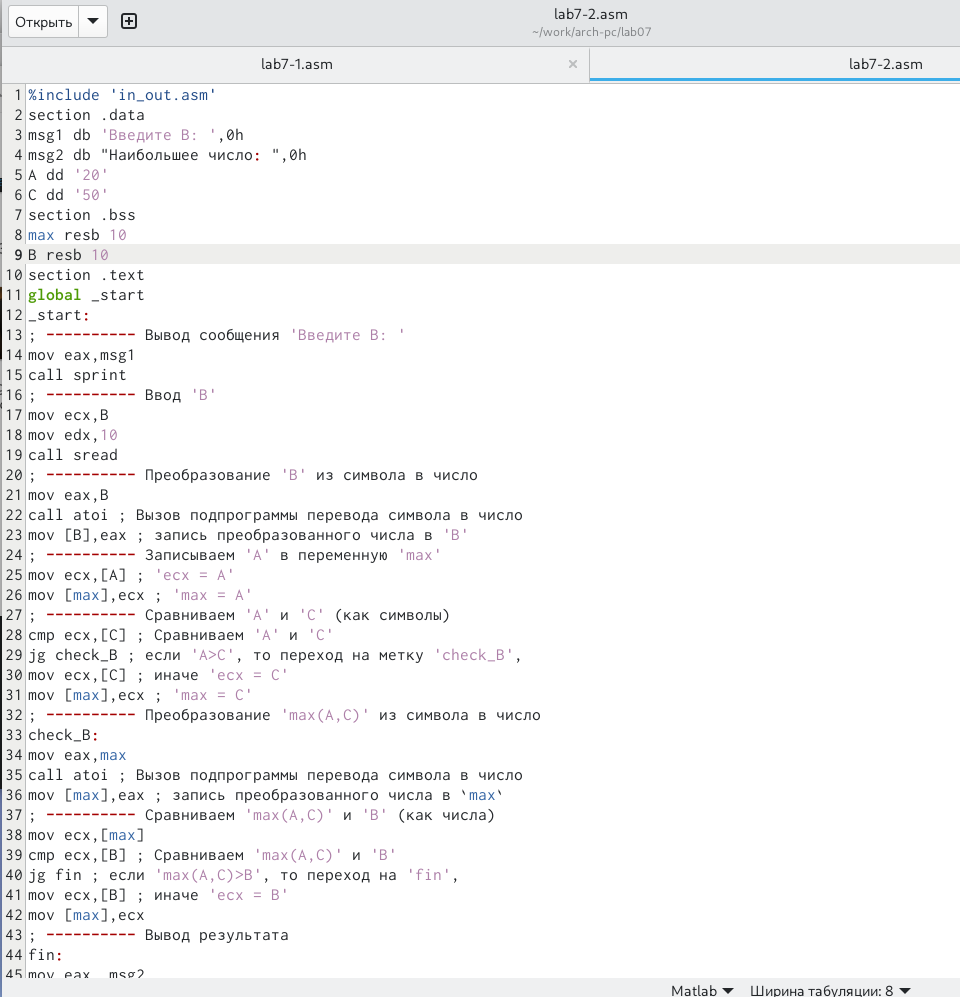 Открыть
lab7-2.asm
~/work/arch-pc/lab07
lab7-1.asm × lab7-2.asm
1 %include 'in_out.asm'
2 section .data
3 msg1 db 'Введите B: ',0h
4 msg2 db "Наибольшее число: ",0h
5 A dd '20'
6 C dd '50'
7 section .bss
8 max resb 10
9 B resb 10
10 section .text
11 global _start
12 _start:
13 ; ---------- Вывод сообщения 'Введите B: '
14 mov eax,msg1
15 call sprint
16 ; ---------- Ввод 'B'
17 mov ecx,B
18 mov edx,10
19 call sread
20 ; ---------- Преобразование 'B' из символа в число
21 mov eax,B
22 call atoi ; Вызов подпрограммы перевода символа в число
23 mov [B],eax ; запись преобразованного числа в 'B'
24 ; ---------- Записываем 'A' в переменную 'max'
25 mov ecx,[A] ; 'ecx = A'
26 mov [max],ecx ; 'max = A'
27 ; ---------- Сравниваем 'A' и 'C' (как символы)
28 cmp ecx,[C] ; Сравниваем 'A' и 'C'
29 jg check_B ; если 'A>C', то переход на метку 'check_B',
30 mov ecx,[C] ; иначе 'ecx = C'
31 mov [max],ecx ; 'max = C'
32 ; ---------- Преобразование 'max(A,C)' из символа в число
33 check_B:
34 mov eax,max
35 call atoi ; Вызов подпрограммы перевода символа в число
36 mov [max],eax ; запись преобразованного числа в `max`
37 ; ---------- Сравниваем 'max(A,C)' и 'B' (как числа)
38 mov ecx,[max]
39 cmp ecx,[B] ; Сравниваем 'max(A,C)' и 'B'
40 jg fin ; если 'max(A,C)>B', то переход на 'fin',
41 mov ecx,[B] ; иначе 'ecx = B'
42 mov [max],ecx
43 ; ---------- Вывод результата
44 fin:
45 mov eax, msg2
Matlab Ширина табуляции: 8